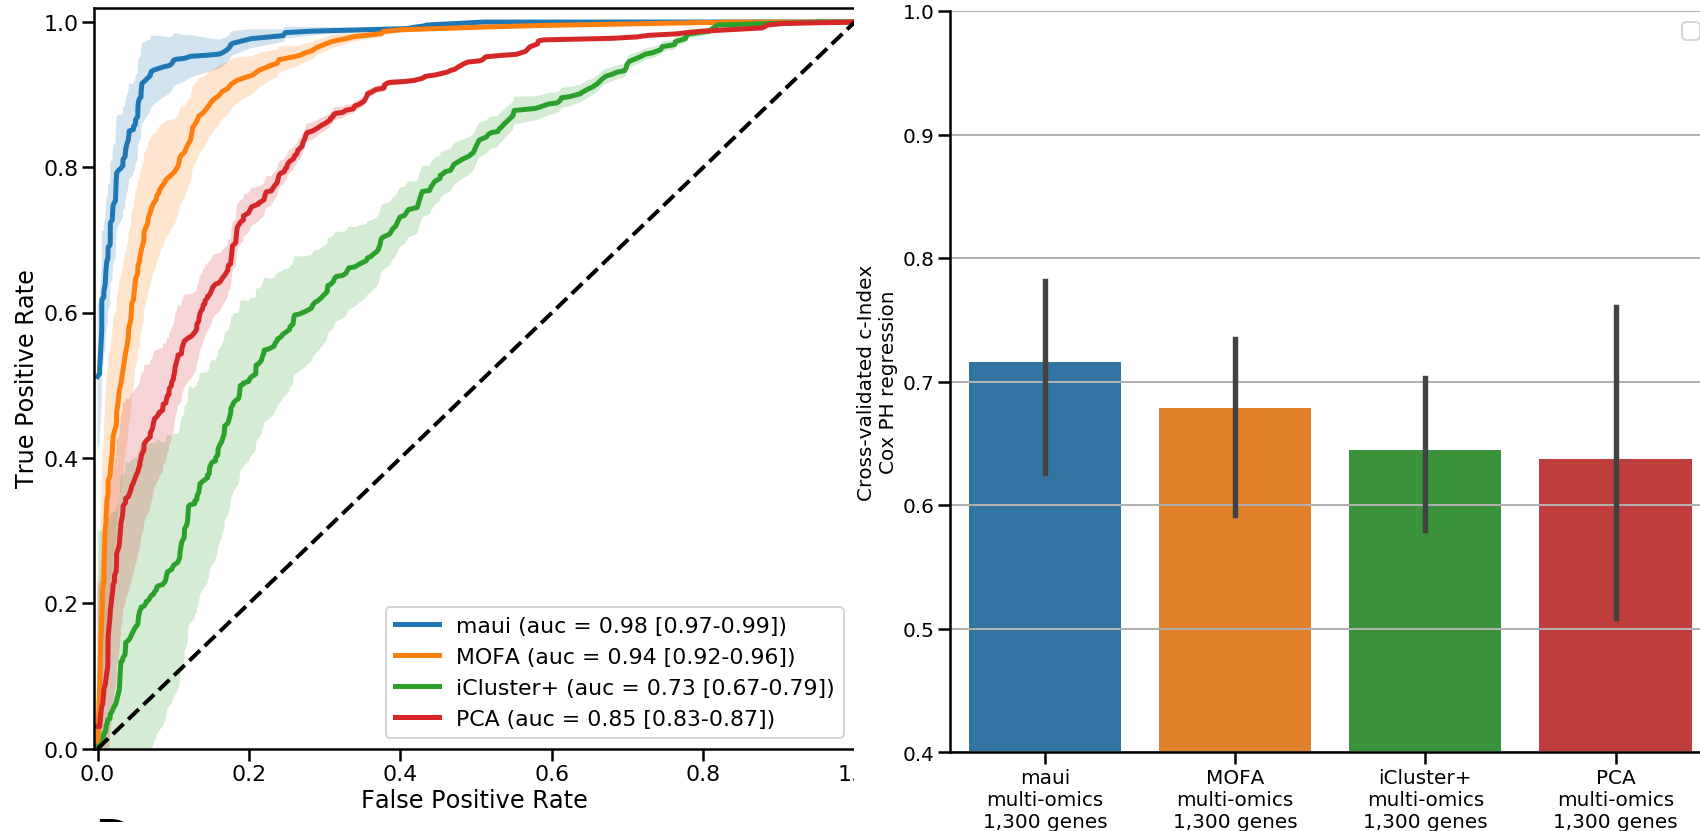 1.0
0.8
0.6
0.4
0.2
0.0
True Positive Rate
0.0 0.2 0.4 0.6 0.8 1.
False Positive Rate
maui (auc = 0.98 [0.97-0.99])
MOFA (auc = 0.94 [0.92-0.96])
iCluster+ (auc = 0.73 [0.67-0.79])
PCA (auc = 0.85 [0.83-0.87])
1.0
0.9
0.8
0.7
0.6
0.5
0.4
Cross-validated c-Index
Cox PH regression
maui
multi-omics
1,300 genes
MOFA
multi-omics
1,300 genes
iCluster+
multi-omics
1,300 genes
PCA
multi-omics
1,300 genes